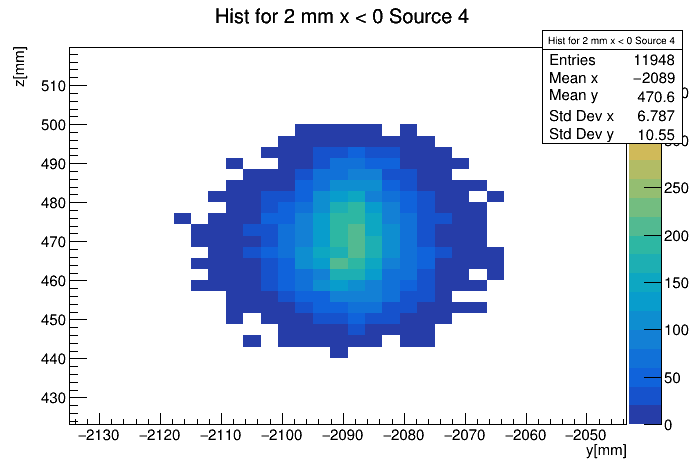 Hist for 2 mm x < 0 Source 4
z[mm]
Hist for 2 mm x < 0 Source 4
Entries 11948
Mean x −2089
Mean y 470.6
Std Dev x 6.787
Std Dev y 10.55
510
500
490
480
470
460
450
440
430
250
200
150
100
50
0
−2130 −2120 −2110 −2100 −2090 −2080 −2070 −2060 −2050
y[mm]